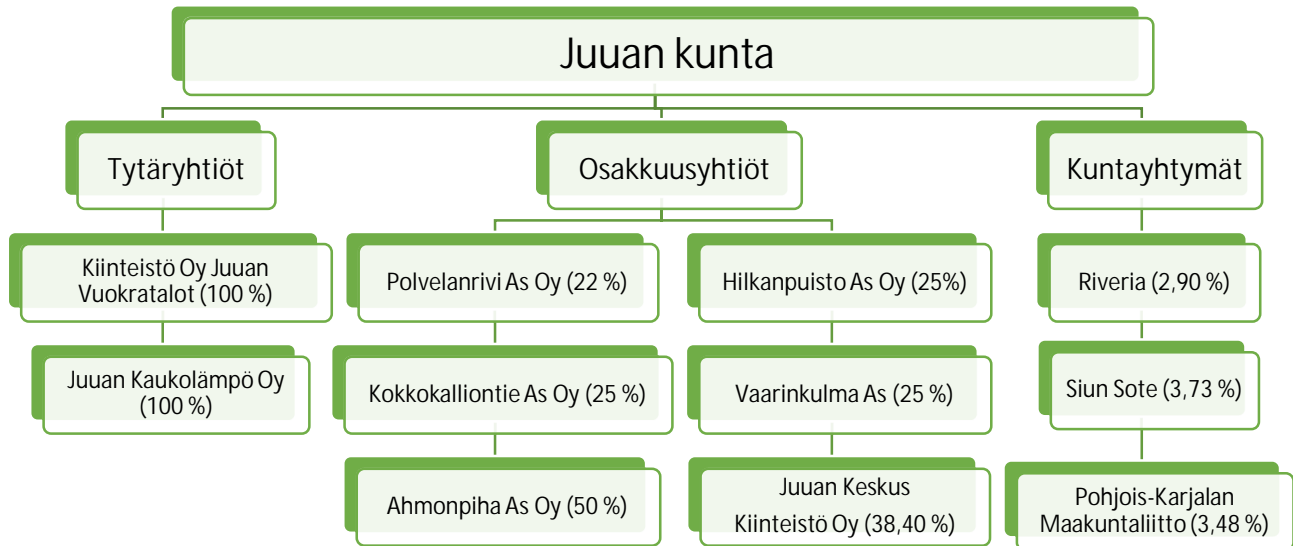 Juuan kunta
Tytäryhtiöt
Kiinteistö Oy Juuan
Vuokratalot (100 %)
Juuan Kaukolämpö Oy
(100 %)
Osakkuusyhtiöt
Polvelanrivi As Oy (22 %)
Kokkokalliontie As Oy (25 %)
Ahmonpiha As Oy (50 %)
Hilkanpuisto As Oy (25%)
Vaarinkulma As (25 %)
Juuan Keskus
Kiinteistö Oy (38,40 %)
Kuntayhtymät
Riveria (2,90 %)
Siun Sote (3,73 %)
Pohjois-Karjalan
Maakuntaliitto (3,48 %)